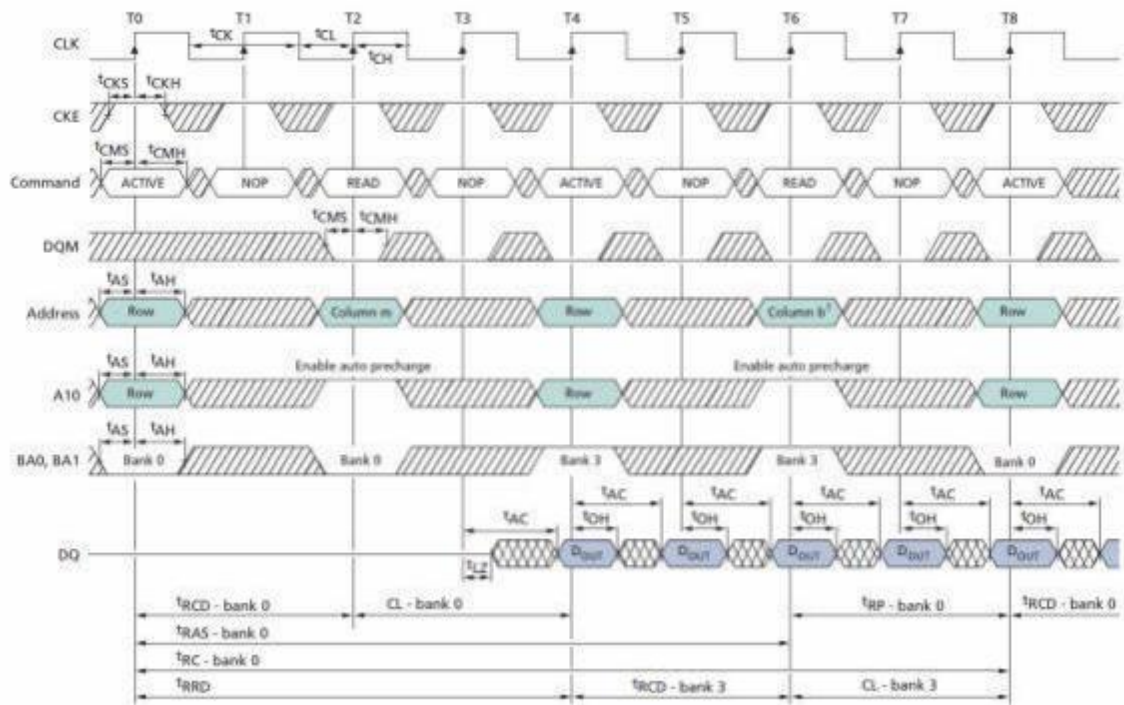 T0 T1 T2 T3 T4 T5 T6 T7 T8
CLK
tCK tCL
tCH
tCKS tCKH
CKE
tCMS tCMH
Command ACTIVE NOP READ NOP ACTIVE NOP READ NOP ACTIVE
tCMS tCMH
DQM
tAS tAH
Address Row Column m Row Column b1 Row
tAS tAH Enable auto precharge Enable auto precharge
A10 Row Row Row
tAS tAH
BA0, BA1 Bank 0 Bank 0 Bank 3 Bank 3 Bank 0
tAC tAC tAC tAC tAC
tAC tOH tOH tOH tOH tOH
DQ DOUT DOUT DOUT DOUT DOUT
tLZ
tRCD - bank 0 CL - bank 0 tRP - bank 0 tRCD - bank 0
tRAS - bank 0
tRC - bank 0
tRRD tRCD - bank 3 CL - bank 3